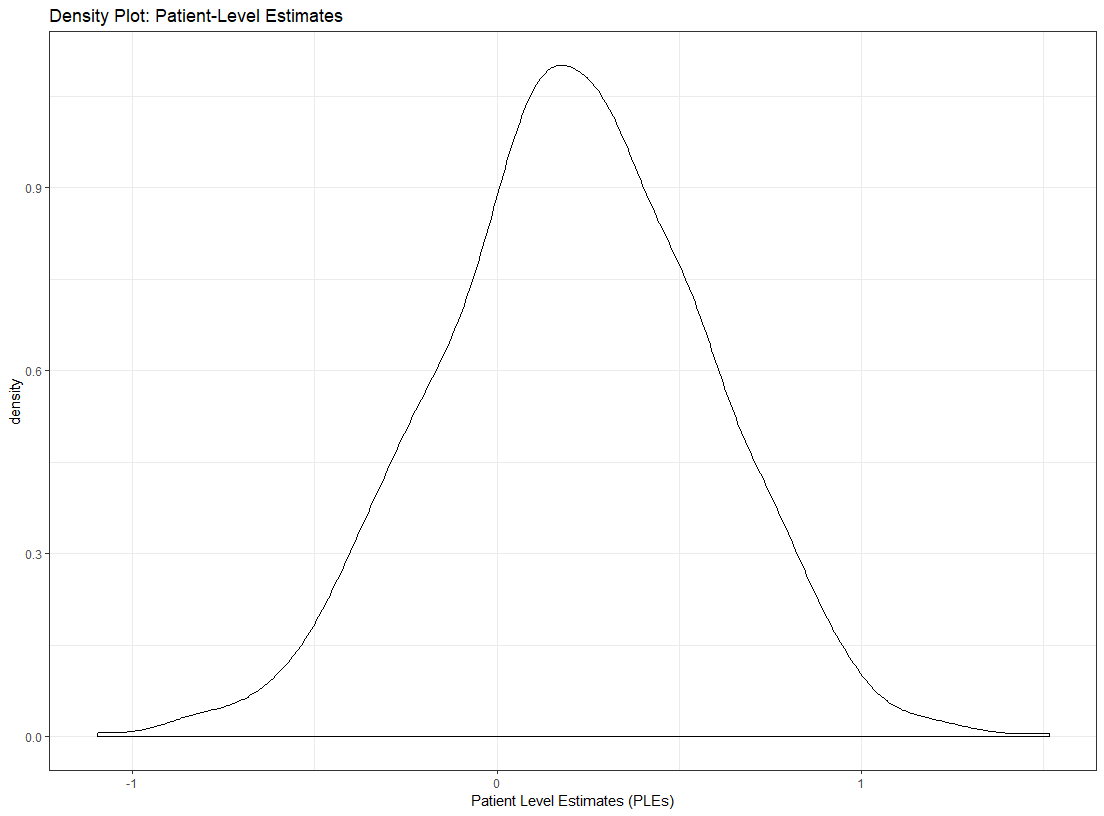 Density Plot: Patient-Level Estimates
density
0.9
0.6
0.3
0.0
-1
0
1
Patient Level Estimates (PLEs)